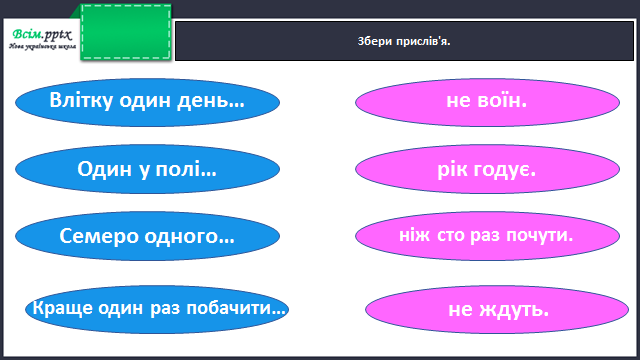 Всім.pptx
Нова українська школа
Збери прислів'я.
Влітку один день...
не воїн.
Один у полі...
рік годує.
Семеро одного...
ніж сто раз почути.
Краще один раз побачити...
не ждуть.